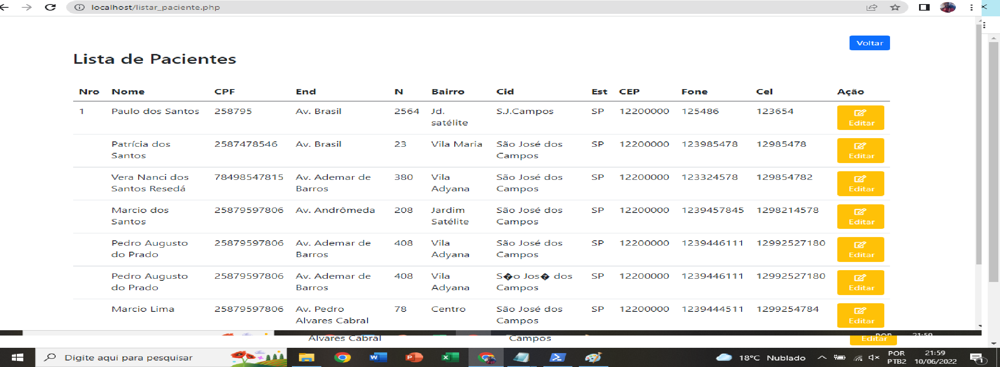 localhost/listar_paciente.php
Voltar
Lista de Pacientes
Nro Nome CPF End N Bairro Cid Est CEP Fone Cel Ação
1 Paulo dos Santos 258795 Av. Brasil 2564 Jd. S.J.Campos SP 12200000 125486 123654
satélite Editar
Patrícia dos 2587478546 Av. Brasil 23 Vila Maria São José dos SP 12200000 123985478 12985478
Santos Campos Editar
Vera Nanci dos 78498547815 Av. Ademar de 380 Vila São José dos SP 12200000 123324578 129854782
Santos Resedá Barros Adyana Campos Editar
Marcio dos 25879597806 Av. Andrômeda 208 Jardim São José dos SP 12200000 1239457845 1298214578
Santos Satélite Campos Editar
Pedro Augusto 25879597806 Av. Ademar de 408 Vila São José dos SP 12200000 1239446111 12992527180
do Prado Barros Adyana Campos Editar
Pedro Augusto 25879597806 Av. Ademar de 408 Vila S�o Jos� dos SP 12200000 1239446111 12992527180
do Prado Barros Adyana Campos Editar
Marcio Lima 25879597806 Av. Pedro 78 Centro São José dos SP 12200000 1239444511 1299254784
Alvares Cabral Campos Editar
POR 21:59
Alvares Cabral Campos Editar
Digite aqui para pesquisar 18°C Nublado POR 21:59
PTB2 10/06/2022 1